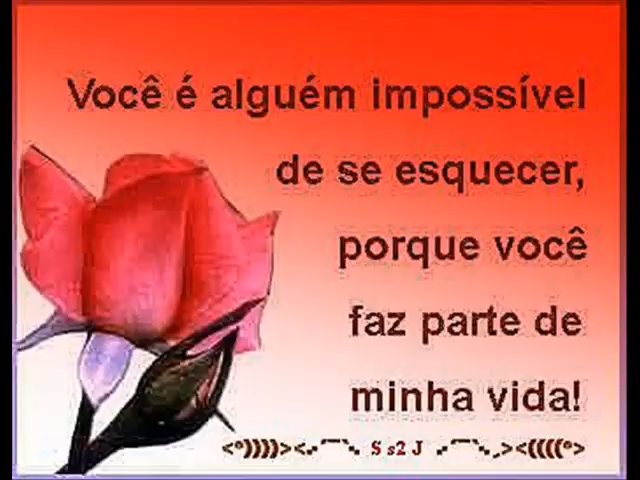 Você é alguém impossível
de se esquecer,
porque você
faz parte de
minha vida!
<º))))><.·´¯`·. S s2 J .·´¯`·.¸><((((º>